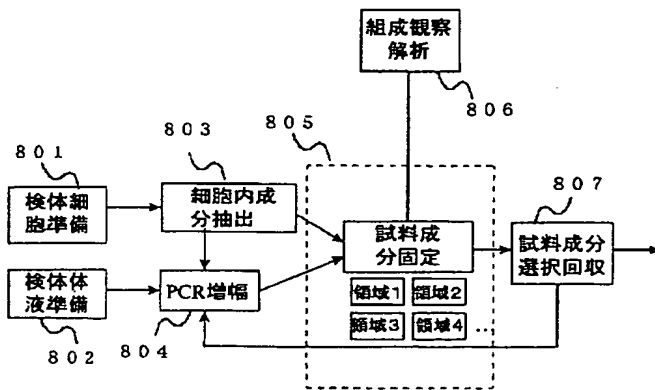 組成観察
解析
806
805
803
801
細胞内成
分抽出
検体細
胞準備
807
試料成
分固定
試料成分
選択回収
検体体
液準備
PCR増幅
領域1
領域2
領域3
領域4
...
802
804